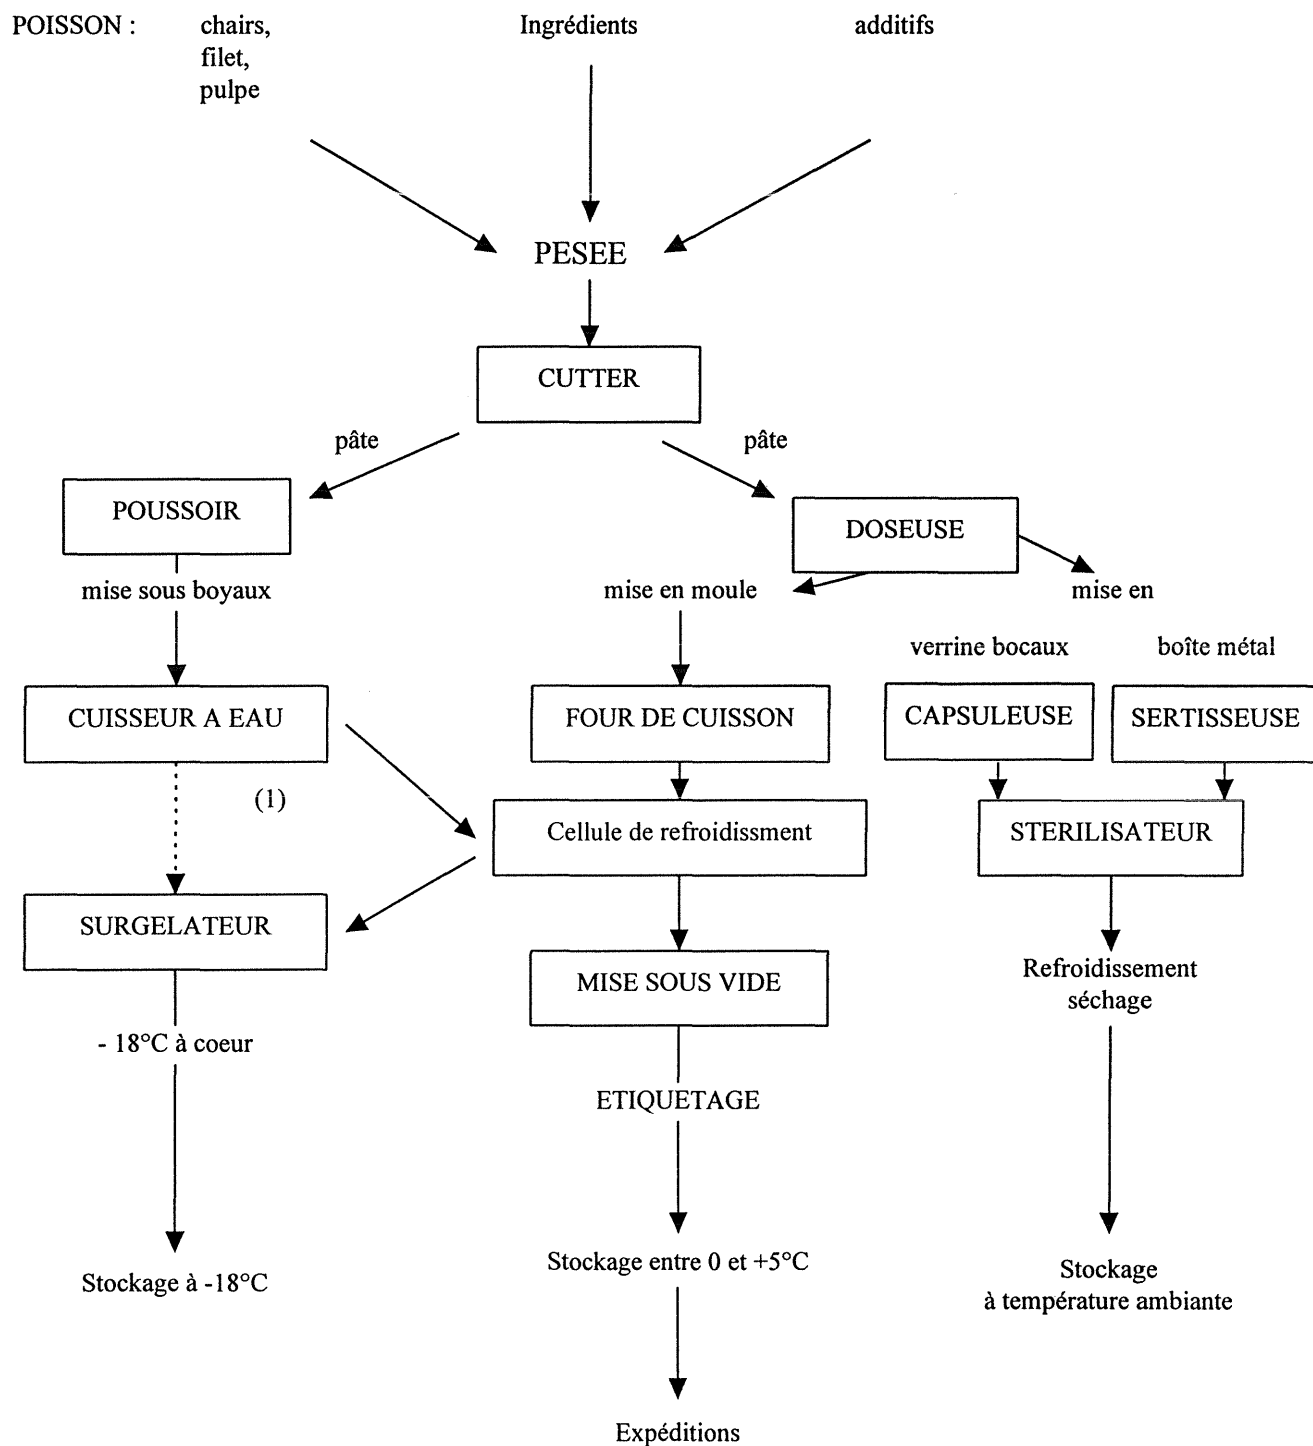 POISSON : chairs, Ingrédients additifs
filet,
pulpe
PESEE
CUTTER
pâte pâte
POUSSOIR
DOSEUSE
mise sous boyaux mise en moule mise en
verrine bocaux boîte métal
CUISSEUR A EAU FOUR DE CUISSON CAPSULEUSE SERTISSEUSE
(1)
Cellule de refroidissment STERILISATEUR
SURGELATEUR
MISE SOUS VIDE
Refroidissement
séchage
- 18°C à coeur
ETIQUETAGE
Stockage entre 0 et +5°C
Stockage à -18°C
Stockage
à température ambiante
Expéditions